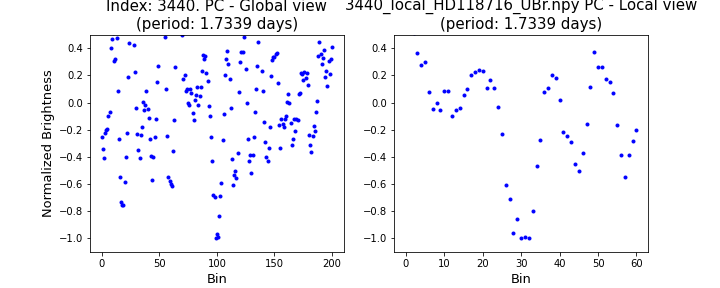 Index: 3440. PC - Global view
(period: 1.7339 days)
3440_local_HD118716_UBr.npy PC - Local view
(period: 1.7339 days)
Normalized Brightness
0.4
0.2
0.0
−0.2
−0.4
−0.6
−0.8
−1.0
0 50 100 150 200
Bin
0.4
0.2
0.0
−0.2
−0.4
−0.6
−0.8
−1.0
0 20 40 60
Bin